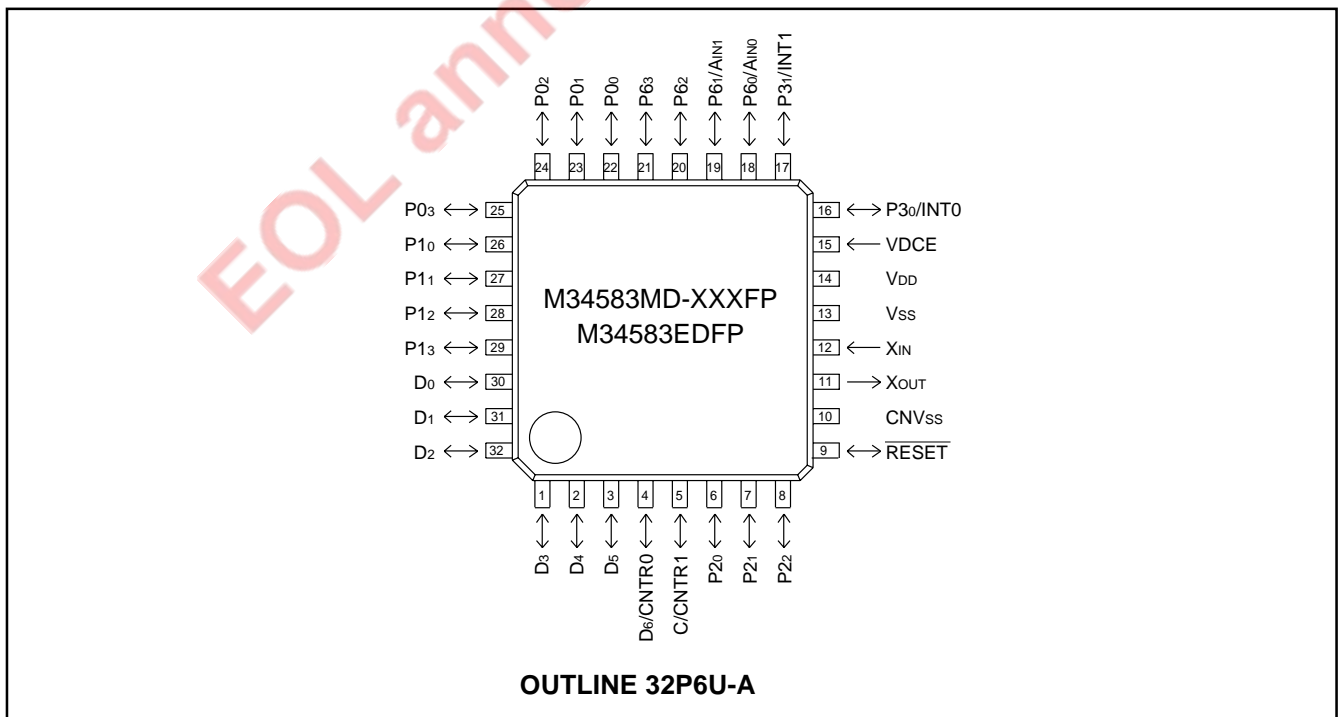 EOL anno
P02
P01
P00
P63
P62
P61/AIN1
P60/AIN0
P31/INT1
24
23
22
21
20
19
18
17
P03
25
P10
26
P11
27
P12
28
P13
29
D0
30
D1
31
D2
32
M34583MD-XXXFP
M34583EDFP
16
P30/INT0
15
VDCE
14
VDD
13
VSS
12
XIN
11
XOUT
10
CNVSS
9
RESET
1
2
3
4
5
6
7
8
D3
D4
D5
D6/CNTR0
C/CNTR1
P20
P21
P22
OUTLINE 32P6U-A